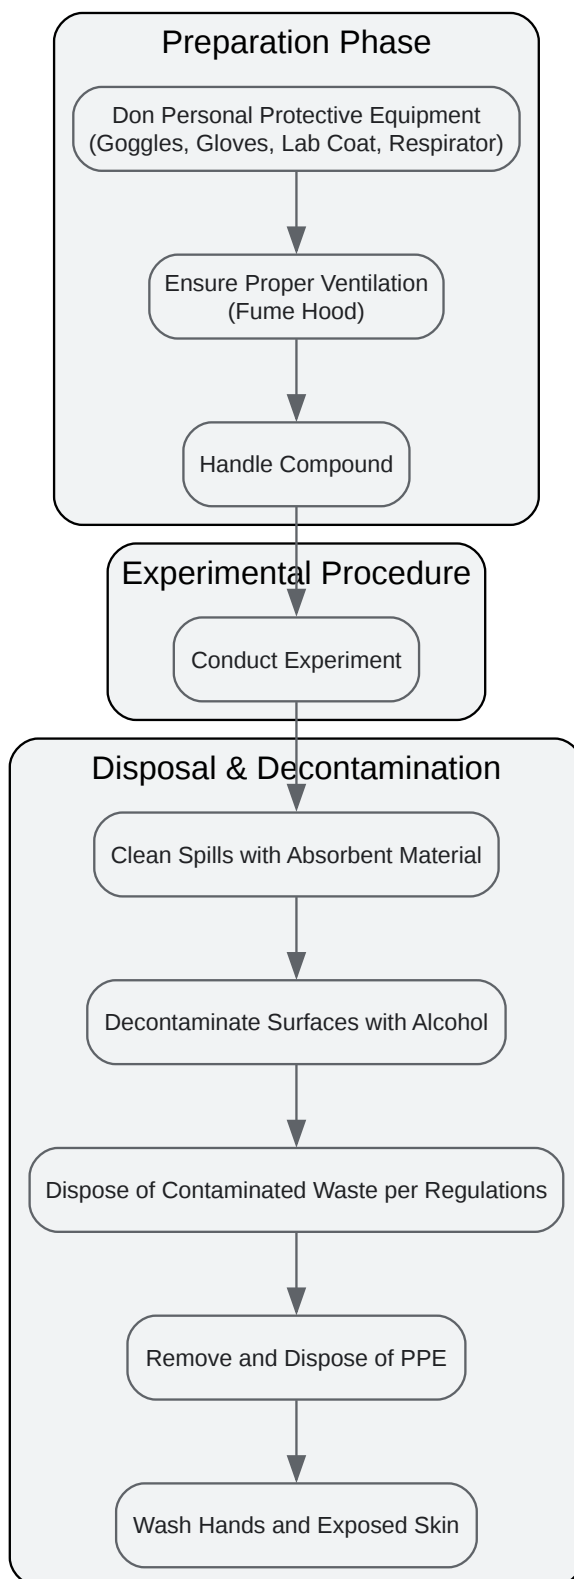 Preparation Phase
Don Personal Protective Equipment
(Goggles, Gloves, Lab Coat, Respirator)
Ensure Proper Ventilation
(Fume Hood)
Handle Compound
Experimental Procedure
Conduct Experiment
Disposal & Decontamination
Clean Spills with Absorbent Material
Decontaminate Surfaces with Alcohol
Dispose of Contaminated Waste per Regulations
Remove and Dispose of PPE
Wash Hands and Exposed Skin